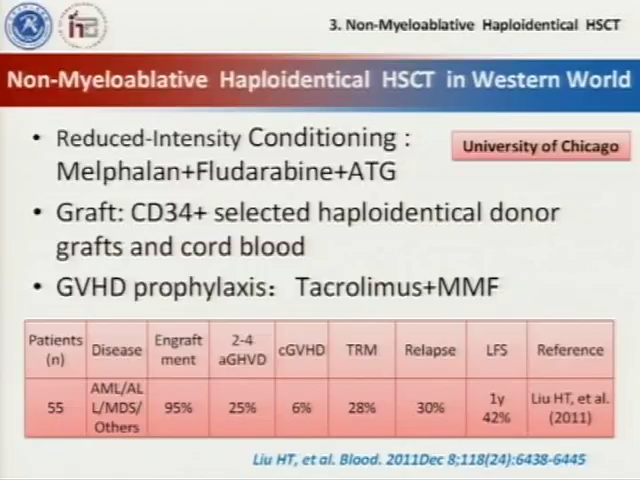 3. Non-Myeloablative Haploidentical HSCT
Non-Myeloablative Haploidentical HSCT in Western World
• Reduced-Intensity Conditioning :
Melphalan+Fludarabine+ATG
University of Chicago
• Graft: CD34+ selected haploidentical donor
grafts and cord blood
• GVHD prophylaxis： Tacrolimus+MMF
Patients (n) Disease Engraft ment 2-4 aGHVD cGVHD TRM Relapse LFS Reference
55 AML/AL L/MDS/ Others 95% 25% 6% 28% 30% 1y 42% Liu HT, et al. (2011)
Liu HT, et al. Blood. 2011Dec 8;118(24):6438-6445